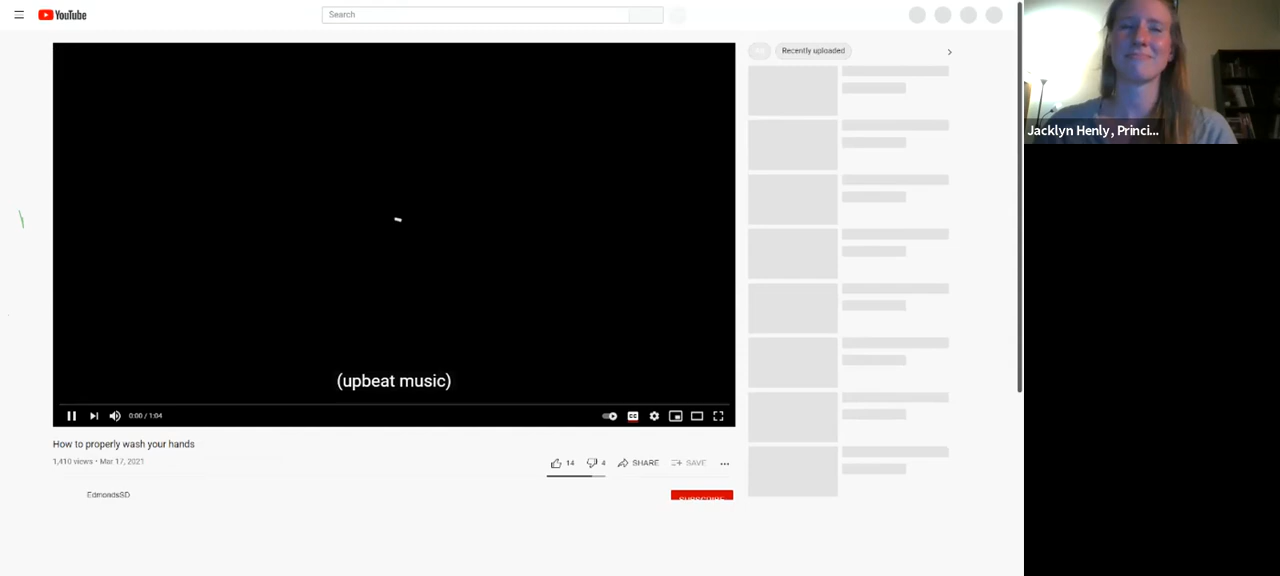 YouTube
Search
Recently uploaded
Jacklyn Henly, Princi...
(upbeat music)
0:00 / 1:04
CC
How to properly wash your hands
1,410 views • Mar 17, 2021
14
4
SHARE
SAVE
EdmondsSD
SUBSCRIBE